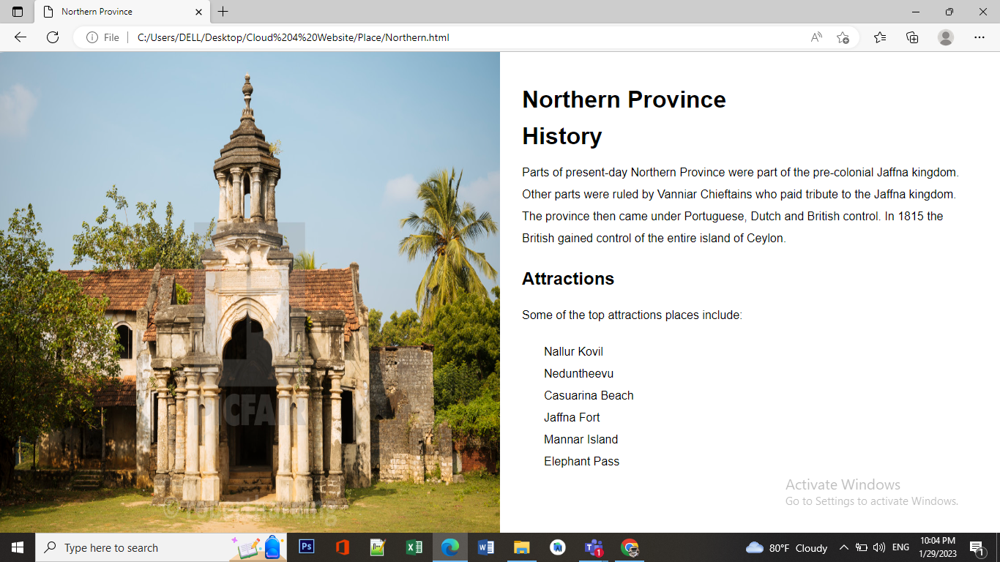 Northern Province
File
C:/Users/DELL/Desktop/Cloud%204%20Website/Place/Northern.html
PICFAIR
Northern Province
History
Parts of present-day Northern Province were part of the pre-colonial Jaffna kingdom.
Other parts were ruled by Vanniar Chieftains who paid tribute to the Jaffna kingdom.
The province then came under Portuguese, Dutch and British control. In 1815 the
British gained control of the entire island of Ceylon.
Attractions
Some of the top attractions places include:
Nallur Kovil
Neduntheevu
Casuarina Beach
Jaffna Fort
Mannar Island
Elephant Pass
Activate Windows
Go to Settings to activate Windows.
Type here to search
Ps
80°F Cloudy
ENG
10:04 PM
1/29/2023
1
1